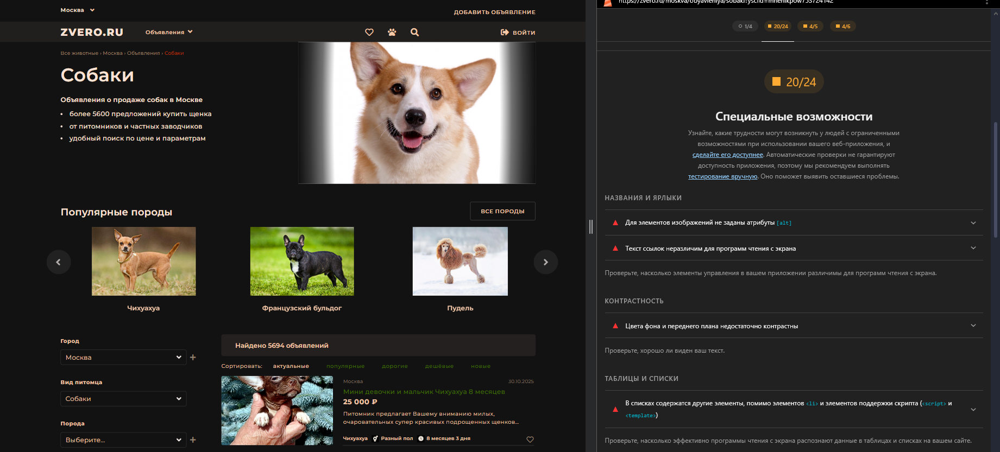 Москва
ДОБАВИТЬ ОБЪЯВЛЕНИЕ
ZVERO.RU
Объявления
ВОЙТИ
Все животные › Москва › Объявления › Собаки
Собаки
Объявления о продаже собак в Москве
• более 5600 предложений купить щенка
• от питомников и частных заводчиков
• удобный поиск по цене и параметрам
Популярные породы
ВСЕ ПОРОДЫ
Чихуахуа
Французский бульдог
Пудель
Город
Москва
Вид питомца
Собаки
Порода
Выберите...
Найдено 5694 объявлений
Сортировать: актуальные популярные дорогие дешёвые новые
Москва
30.10.2025
Мини девочки и мальчик Чихуахуа 8 месяцев
25 000 ₽
Питомник предлагает Вашему вниманию милых,
очаровательных супер красивых подрощенных щенков...
Чихуахуа Разный пол 8 месяцев 3 дня
1/4 20/24 4/5 4/6
20/24
Специальные возможности
Узнайте, какие трудности могут возникнуть у людей с ограниченными
возможностями при использовании вашего веб-приложения, и
сделайте его доступнее. Автоматические проверки не гарантируют
доступность приложения, поэтому мы рекомендуем выполнять
тестирование вручную. Оно поможет выявить оставшиеся проблемы.
НАЗВАНИЯ И ЯРЛЫКИ
Для элементов изображений не заданы атрибуты [alt]
Текст ссылок неразличим для программ чтения с экрана
Проверьте, насколько элементы управления в вашем приложении различимы для программ чтения с экрана.
КОНТРАСТНОСТЬ
Цвета фона и переднего плана недостаточно контрастны
Проверьте, хорошо ли виден ваш текст.
ТАБЛИЦЫ И СПИСКИ
В списках содержатся другие элементы, помимо элементов <li> и элементов поддержки скрипта (<script> и
<template>)
Проверьте, насколько эффективно программы чтения с экрана распознают данные в таблицах и списках на вашем сайте.